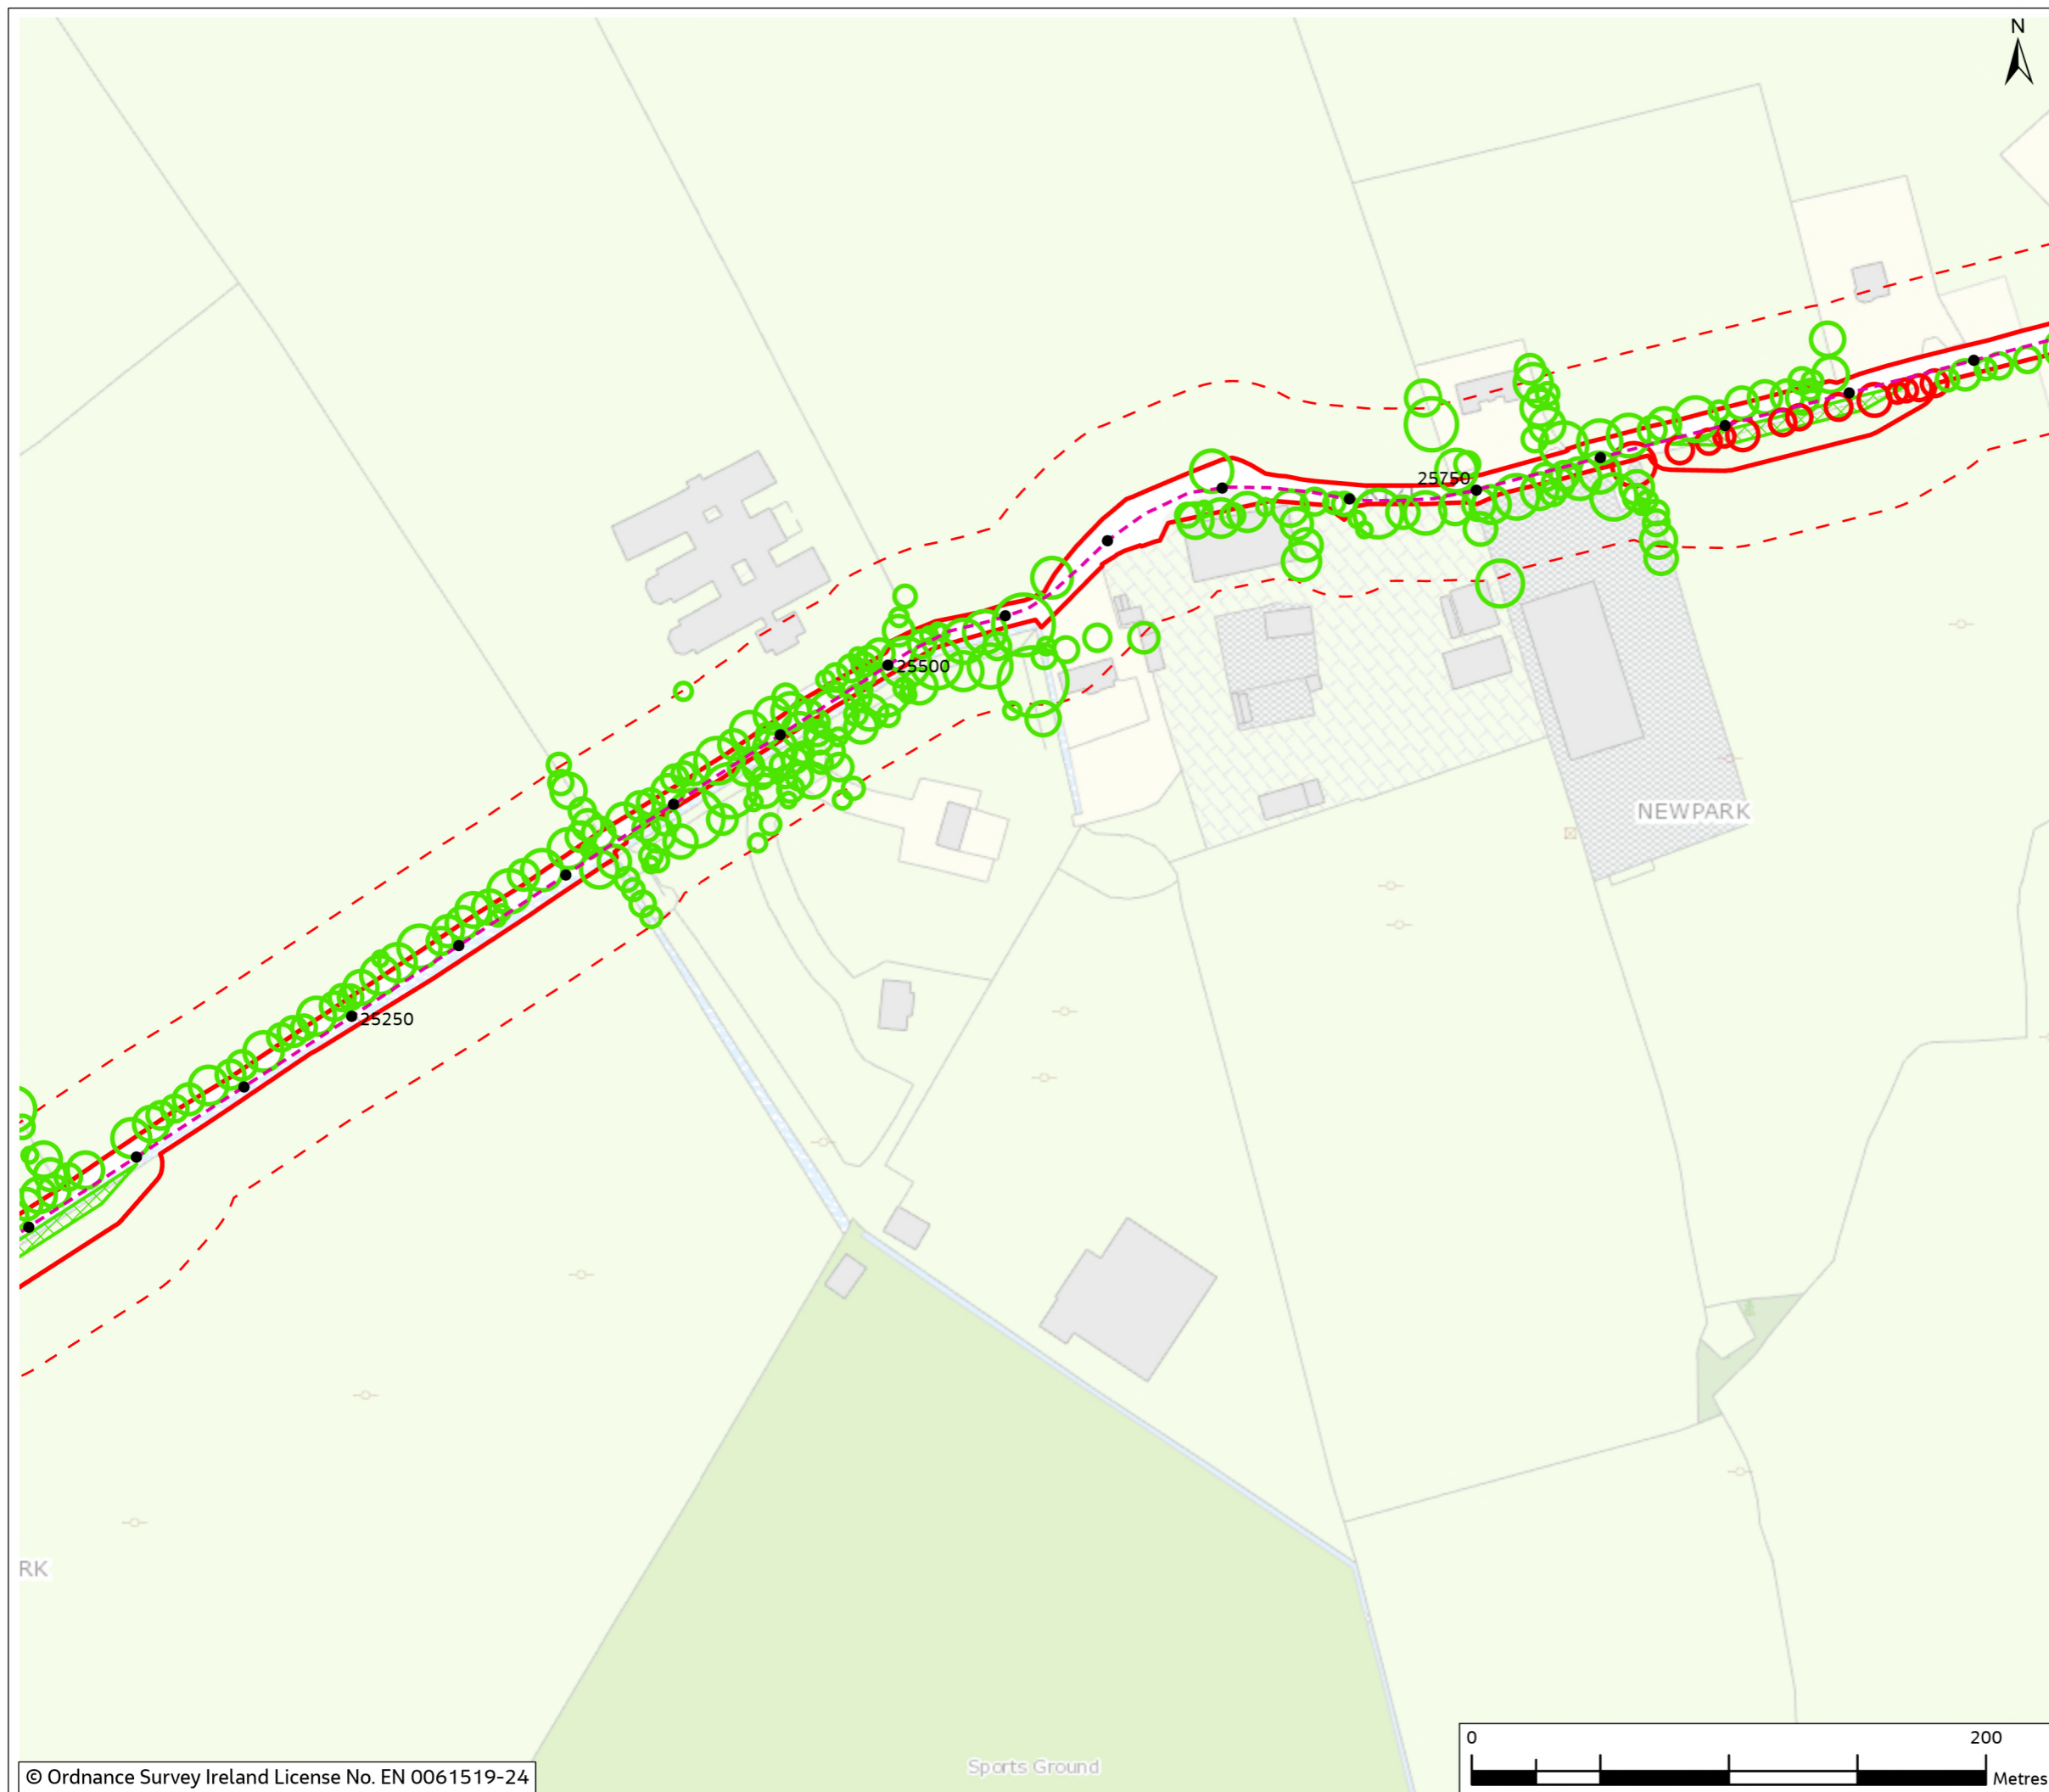 N
25750
25500
NEWPARK
25250
RK
Sports Ground
0 200
Metres
© Ordnance Survey Ireland License No. EN 0061519-24